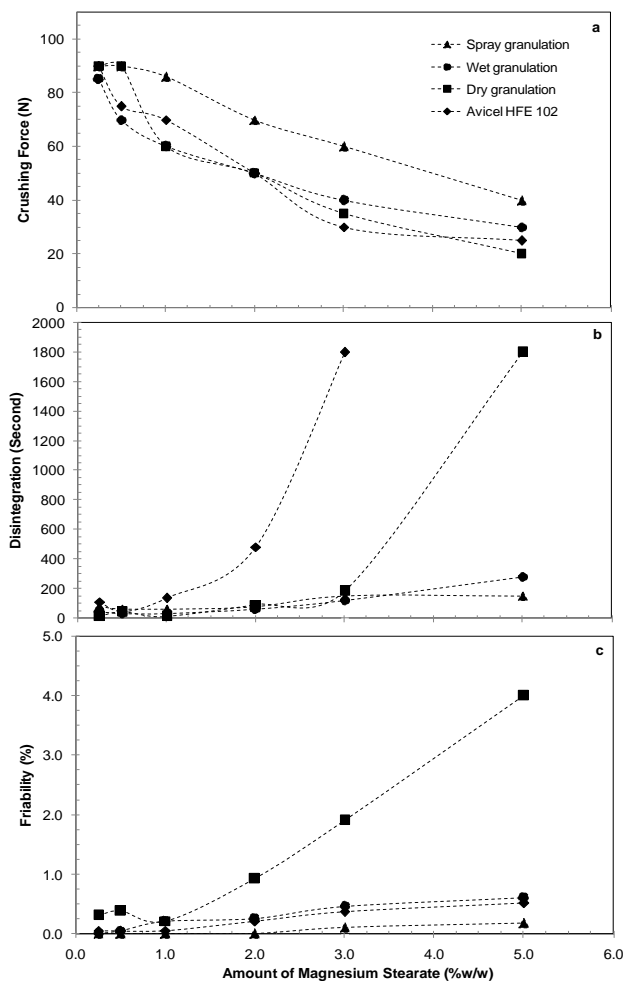 a
100
80
60
40
20
0
Crushing Force (N)
Spray granulation
Wet granulation
Dry granulation
Avicel HFE 102
b
2000
1800
1600
1400
1200
1000
800
600
400
200
0
Disintegration (Second)
c
5.0
4.0
3.0
2.0
1.0
0.0
Friability (%)
0.0 1.0 2.0 3.0 4.0 5.0 6.0
Amount of Magnesium Stearate (%w/w)